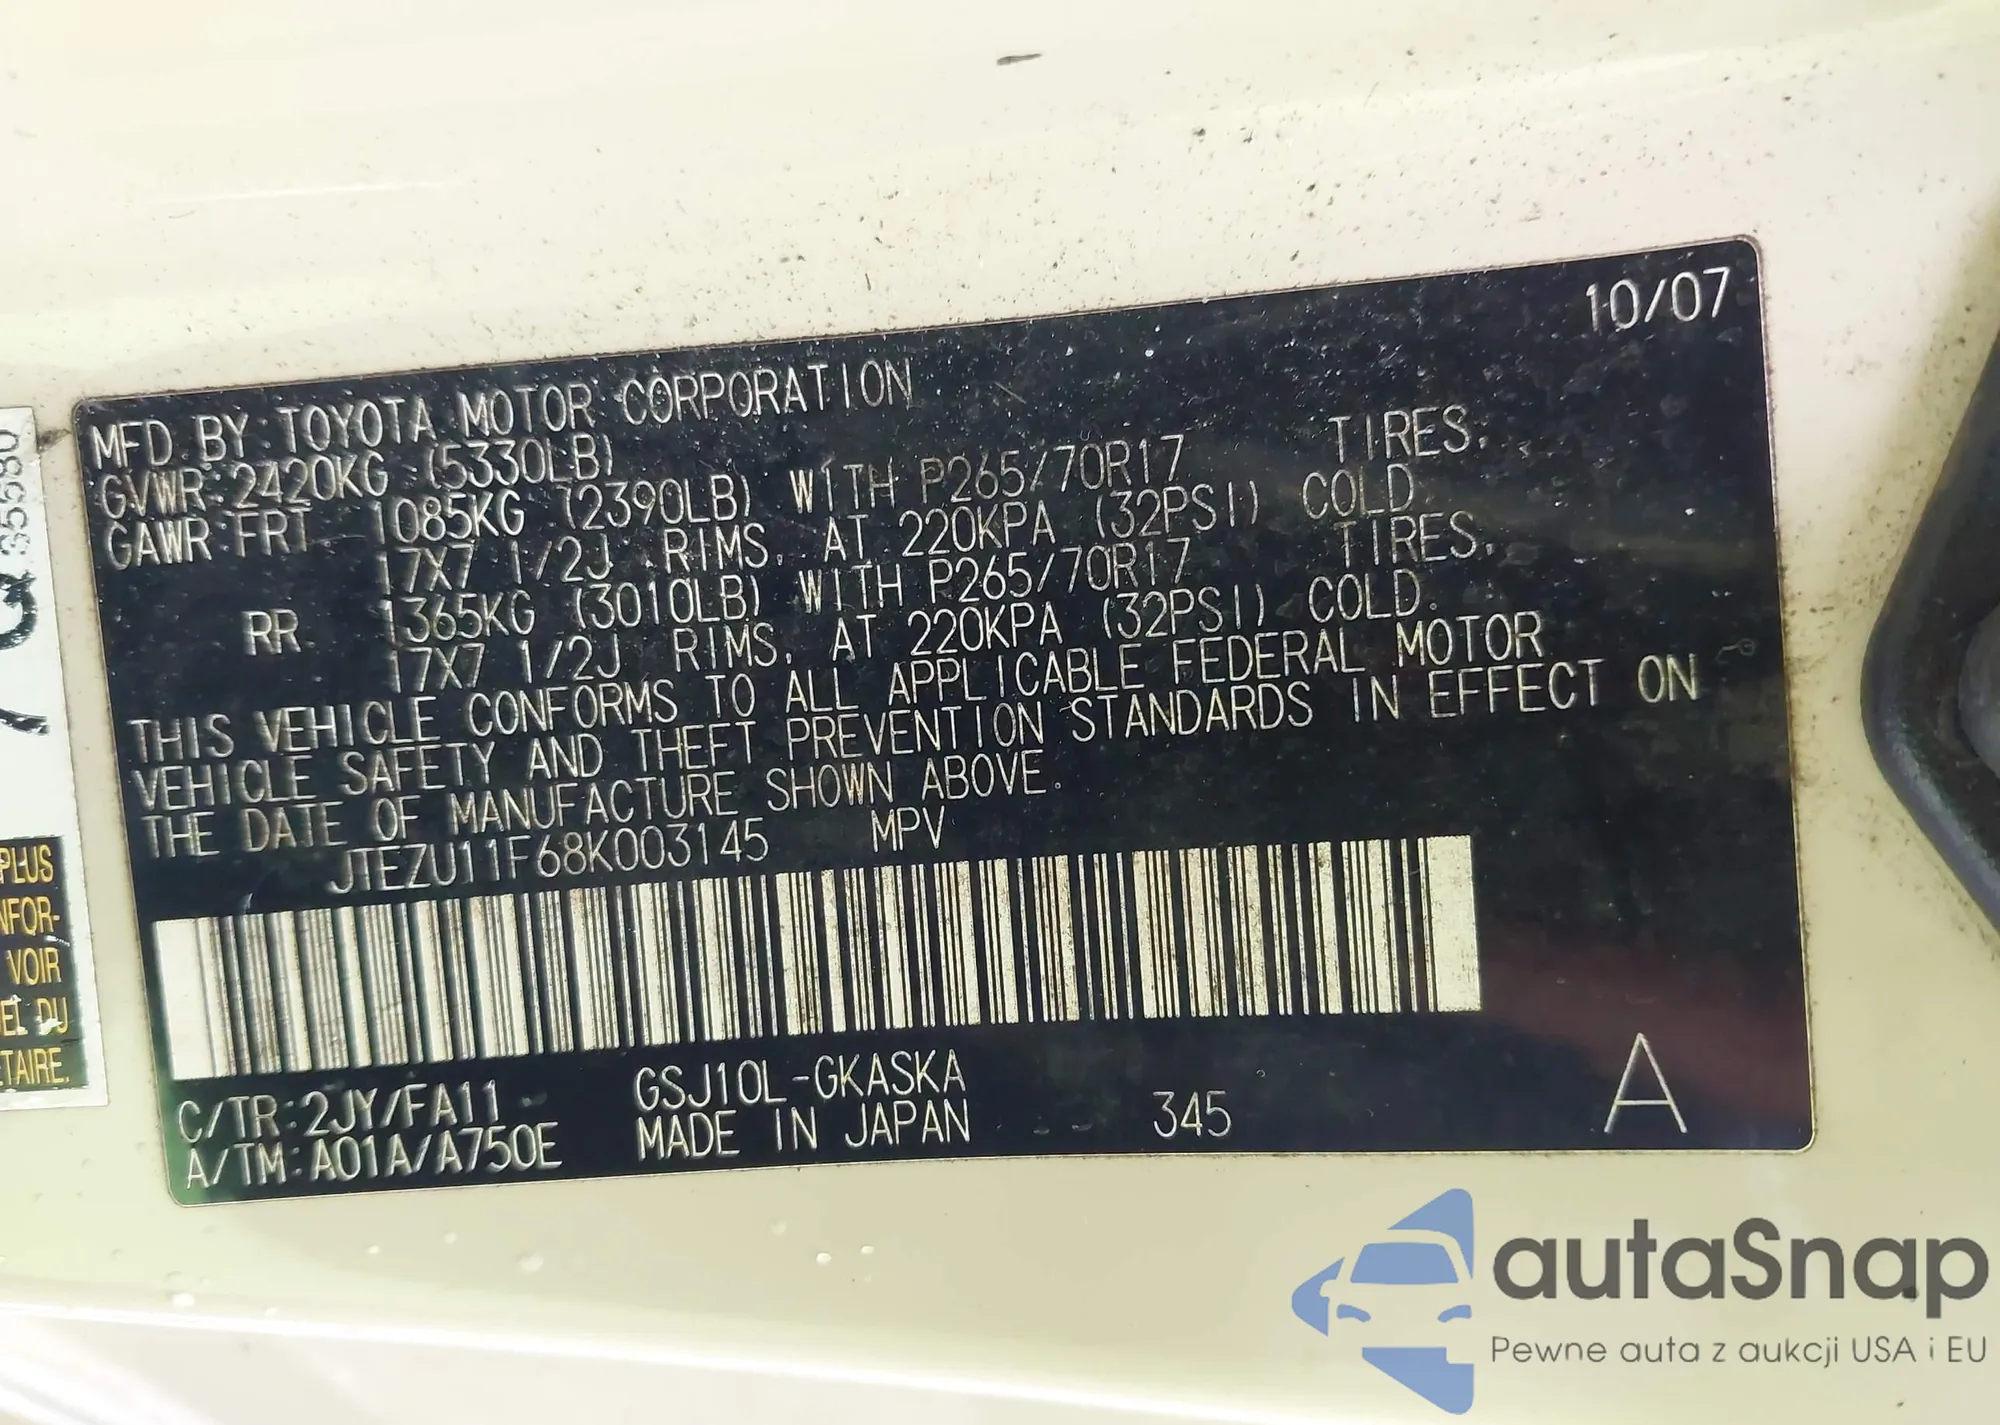 10/07
MFD. BY: TOYOTA MOTOR CORPORATION
GVWR: 2420KG (5330LB)
GAWR FRT. 1085KG (2390LB) WITH P265/70R17 TIRES,
17X7 1/2J RIMS, AT 220KPA (32PSI) COLD.
RR. 1365KG (3010LB) WITH P265/70R17 TIRES,
17X7 1/2J RIMS, AT 220KPA (32PSI) COLD.
THIS VEHICLE CONFORMS TO ALL APPLICABLE FEDERAL MOTOR
VEHICLE SAFETY AND THEFT PREVENTION STANDARDS IN EFFECT ON
THE DATE OF MANUFACTURE SHOWN ABOVE.
JTEZU11F68K003145 MPV
C/TR: 2JY/FA11 GSJ10L-GKASKA
A/TM: A01A/A750E MADE IN JAPAN 345 A
PLUS
NFOR-
VOIR
EL DU
ETAIRE.
autaSnap
Pewne auta z aukcji USA i EU